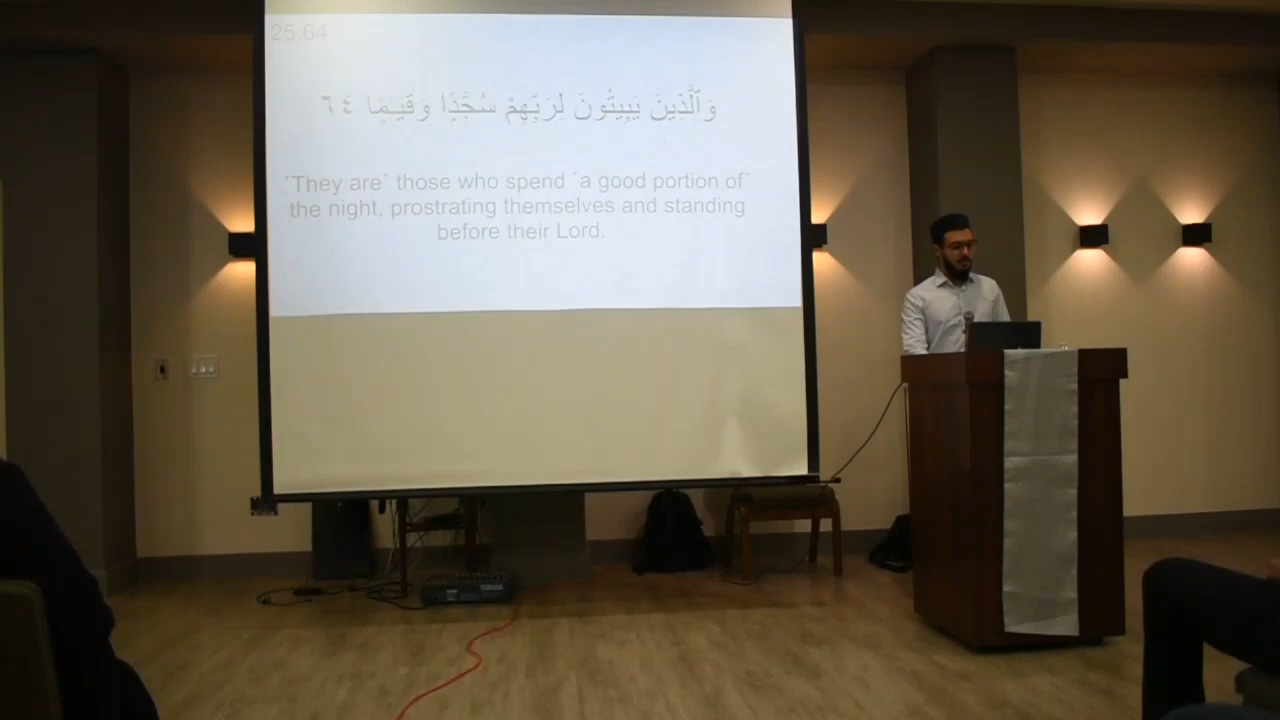 25:64
وَٱلَّذِينَ يَبِيتُونَ لِرَبِّهِمْ سُجَّدًا وَقِيَـٰمًا ٦٤
˹They are˺ those who spend ˹a good portion of˺
the night, prostrating themselves and standing
before their Lord.